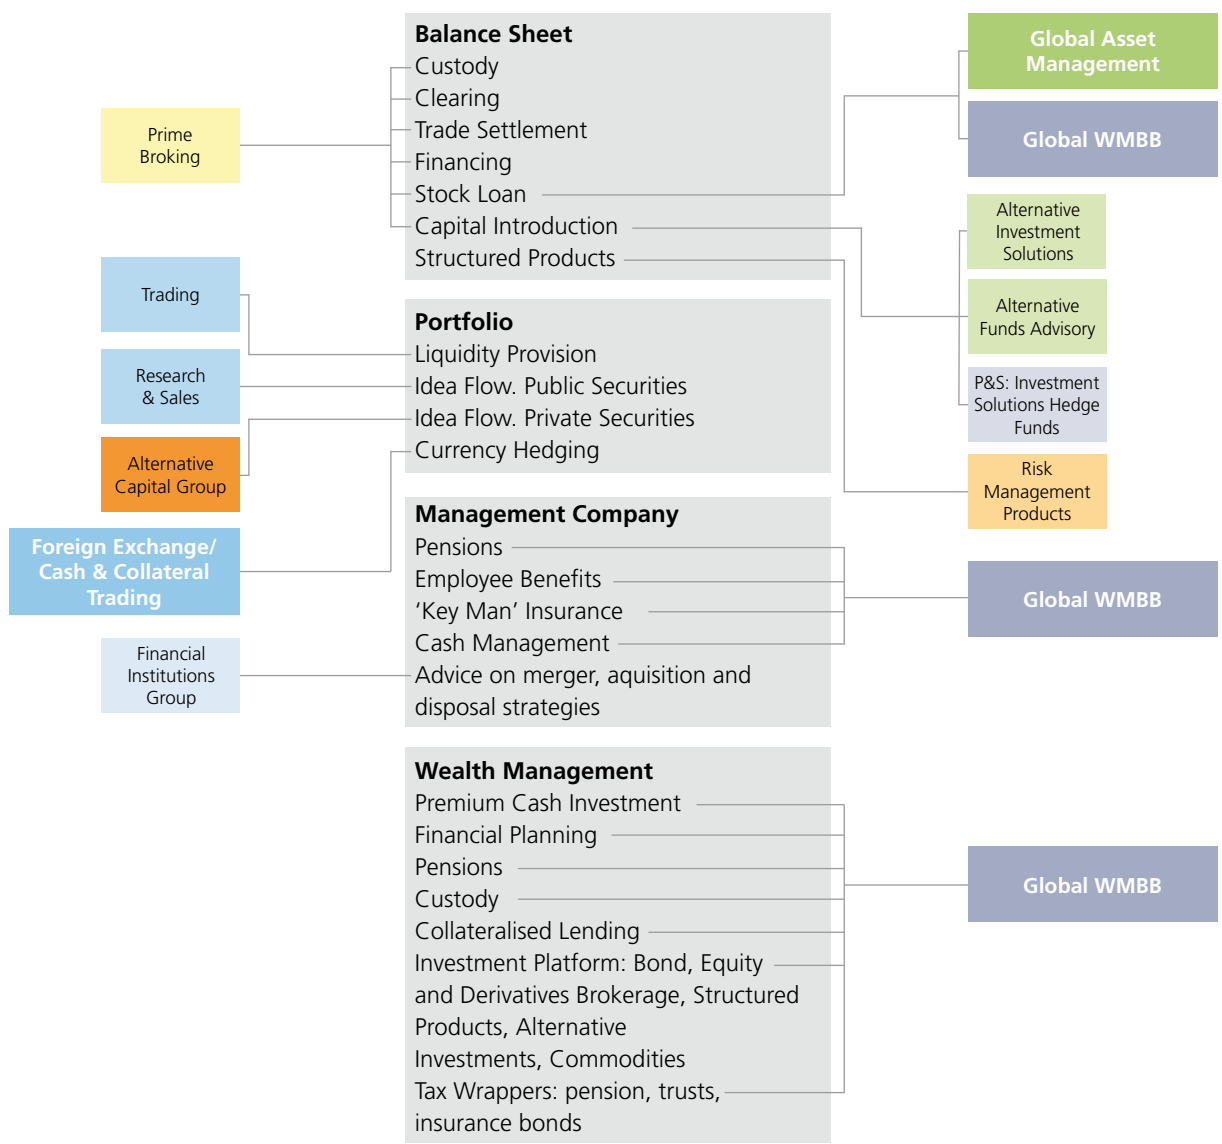 Prime
Broking
Trading
Research
& Sales
Alternative
Capital Group
Foreign Exchange/
Cash & Collateral
Trading
Financial
Institutions
Group
Balance Sheet
Custody
Clearing
Trade Settlement
Financing
Stock Loan
Capital Introduction
Structured Products
Portfolio
Liquidity Provision
Idea Flow. Public Securities
Idea Flow. Private Securities
Currency Hedging
Management Company
Pensions
Employee Benefits
‘Key Man’ Insurance
Cash Management
Advice on merger, aquisition and
disposal strategies
Wealth Management
Premium Cash Investment
Financial Planning
Pensions
Custody
Collateralised Lending
Investment Platform: Bond, Equity
and Derivatives Brokerage, Structured
Products, Alternative
Investments, Commodities
Tax Wrappers: pension, trusts,
insurance bonds
Global Asset
Management
Global WMBB
Alternative
Investment
Solutions
Alternative
Funds Advisory
P&S: Investment
Solutions Hedge
Funds
Risk
Management
Products
Global WMBB
Global WMBB